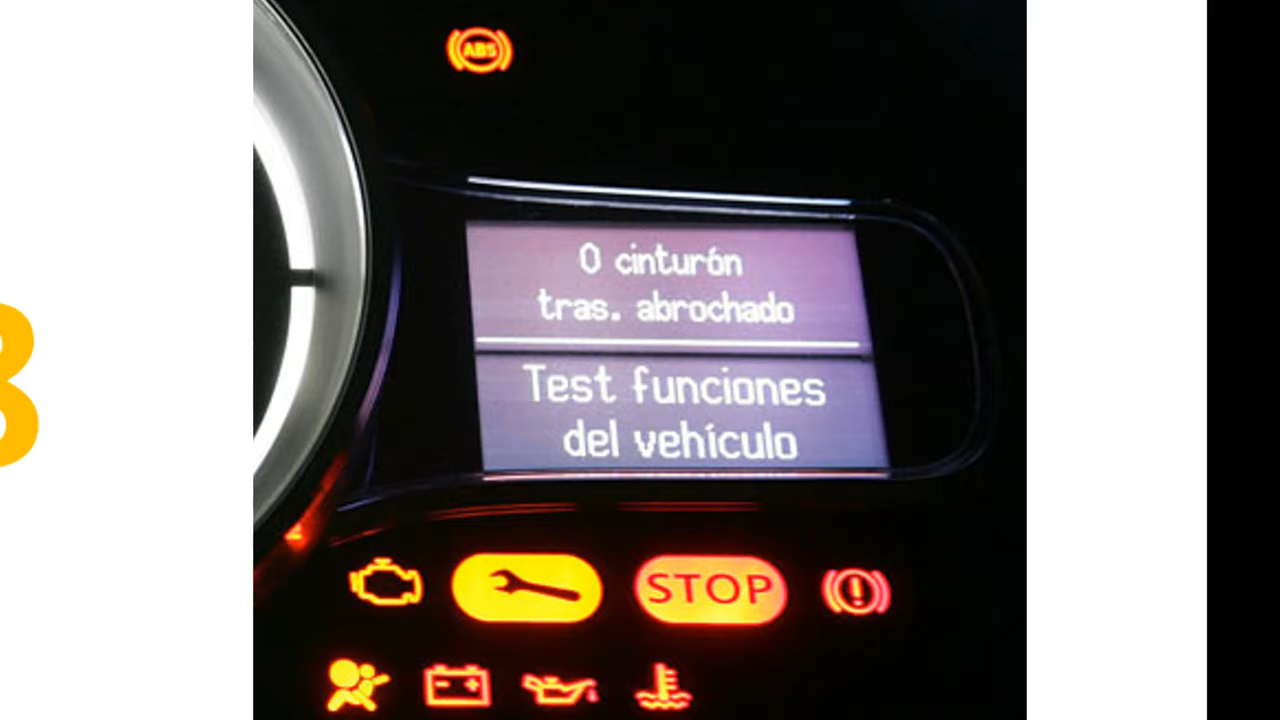 ABS
0 cinturón
tras. abrochado
Test funciones
del vehículo
STOP